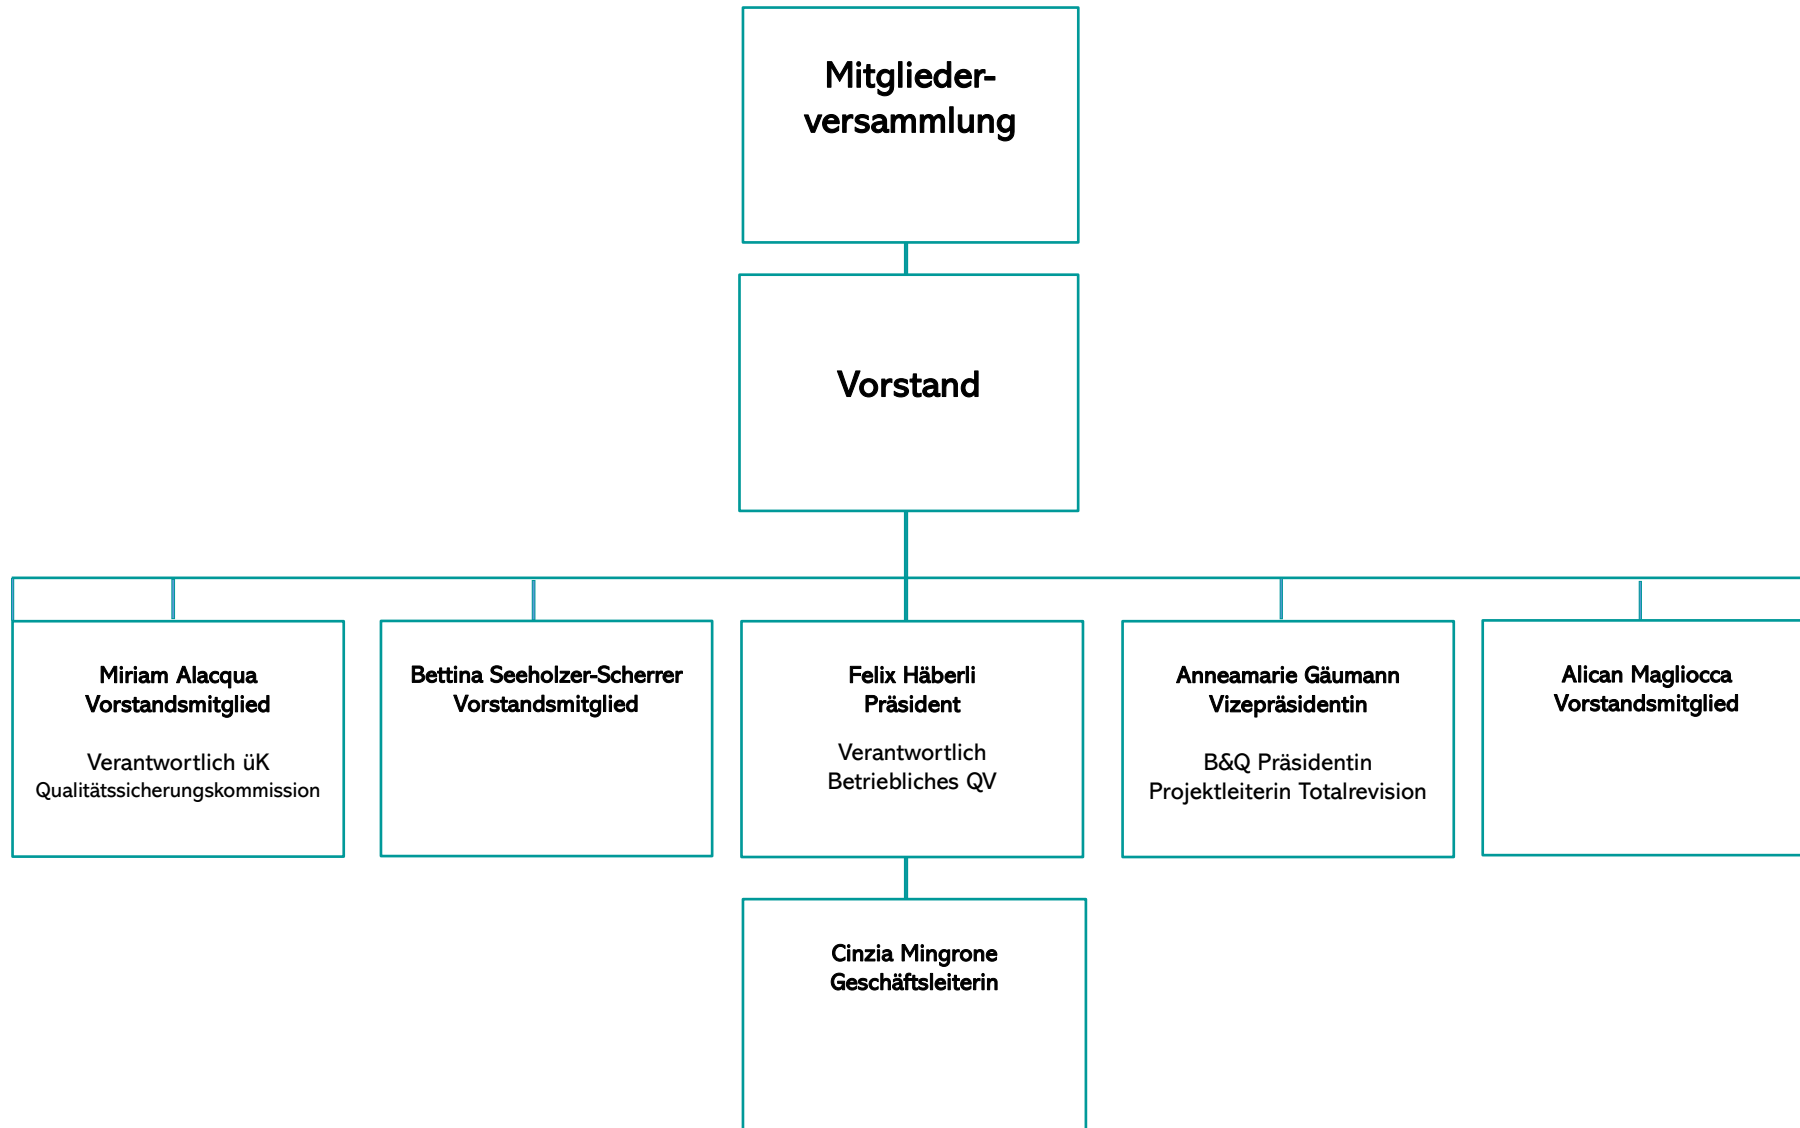 Mitglieder-
versammlung
Vorstand
Miriam Alacqua
Vorstandsmitglied
Verantwortlich üK
Qualitätssicherungskommission
Bettina Seeholzer-Scherrer
Vorstandsmitglied
Felix Häberli
Präsident
Verantwortlich
Betriebliches QV
Anneamarie Gäumann
Vizepräsidentin
B&Q Präsidentin
Projektleiterin Totalrevision
Alican Magliocca
Vorstandsmitglied
Cinzia Mingrone
Geschäftsleiterin